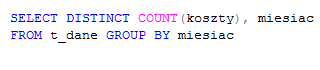 SELECT DISTINCT COUNT(koszty), miesiac
FROM t_dane GROUP BY miesiac